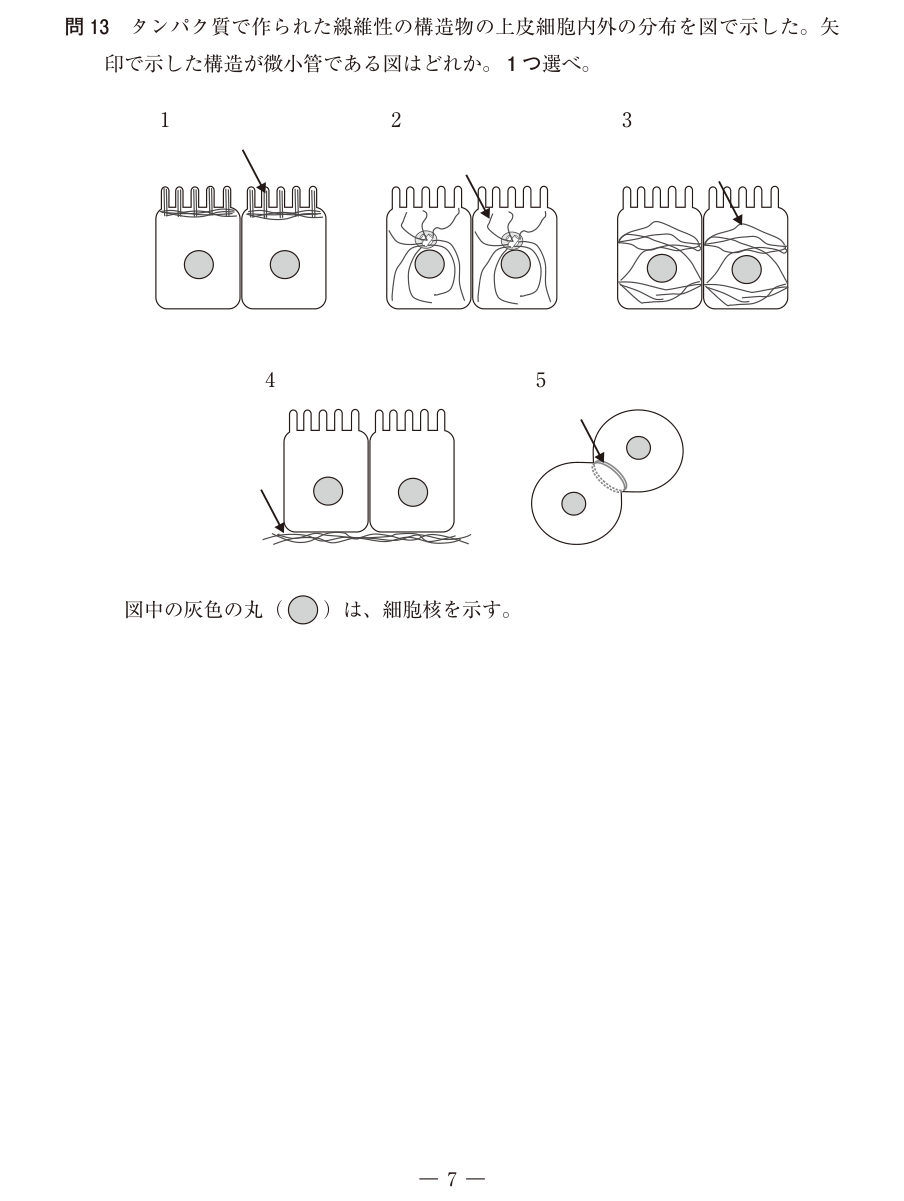 問 13　タンパク質で作られた線維性の構造物の上皮細胞内外の分布を図で示した。矢
印で示した構造が微小管である図はどれか。1つ選べ。
1
2
3
4
5
図中の灰色の丸（　）は、細胞核を示す。
― 7 ―